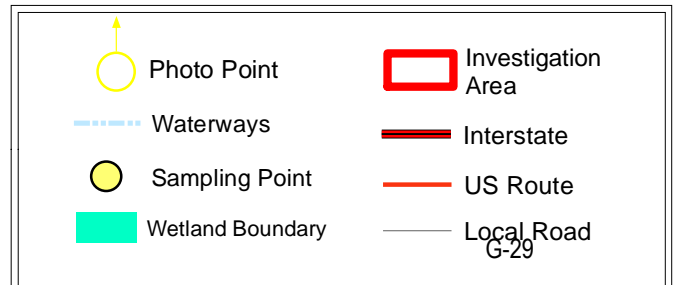 Photo Point
Waterways
Sampling Point
Wetland Boundary
Investigation
Area
Interstate
US Route
Local Road
G-29